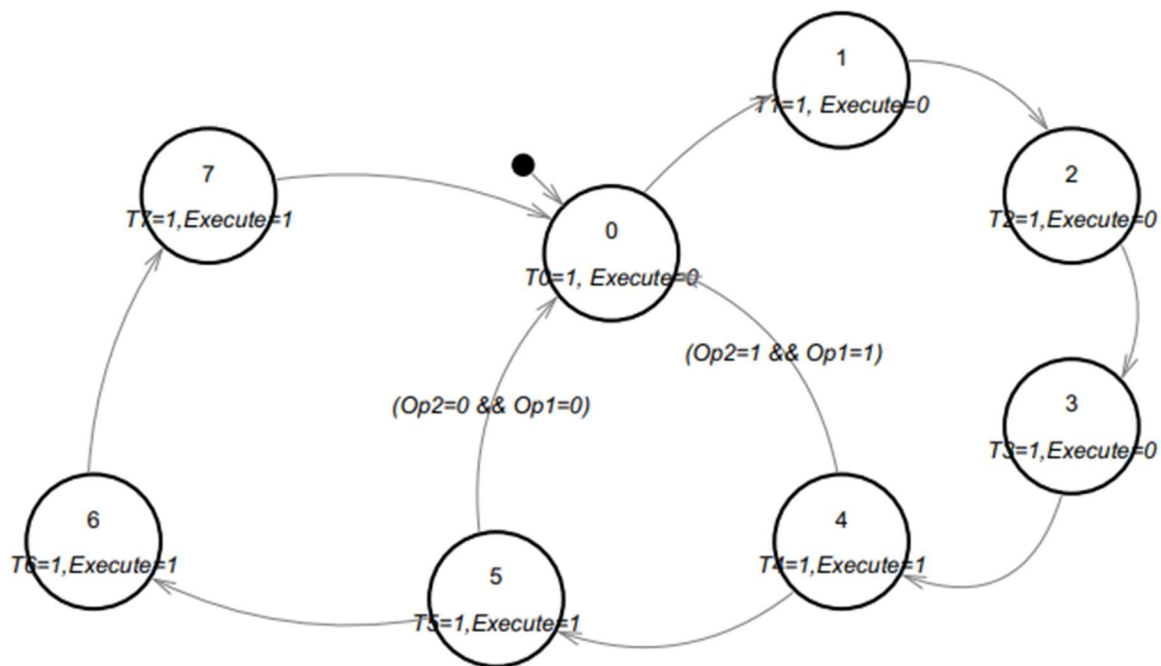 1
T1=1, Execute=0
7
T7=1,Execute=1
2
T2=1,Execute=0
0
T0=1, Execute=0
(Op2=1 && Op1=1)
(Op2=0 && Op1=0)
3
T3=1,Execute=0
6
T6=1,Execute=1
4
T4=1,Execute=1
5
T5=1,Execute=1